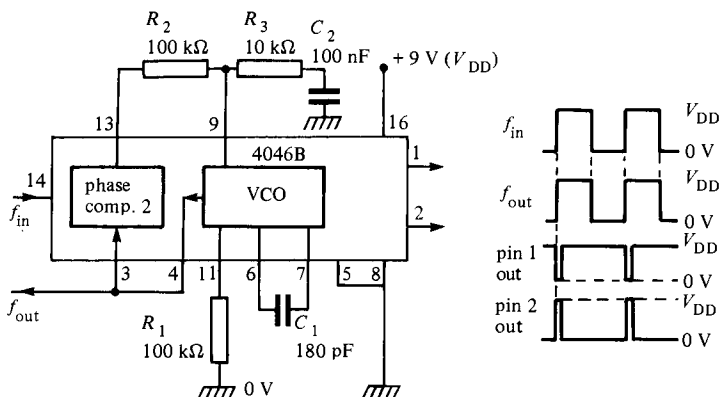 R2
100 kΩ
R3
10 kΩ
C2
100 nF
+ 9 V (VDD)
13
9
16
4046B
14
fin
phase
comp. 2
VCO
1
2
3
4
11
6
7
5
8
fout
R1
100 kΩ
C1
180 pF
0 V
fin
VDD
0 V
fout
VDD
0 V
pin 1
out
VDD
0 V
pin 2
out
VDD
0 V